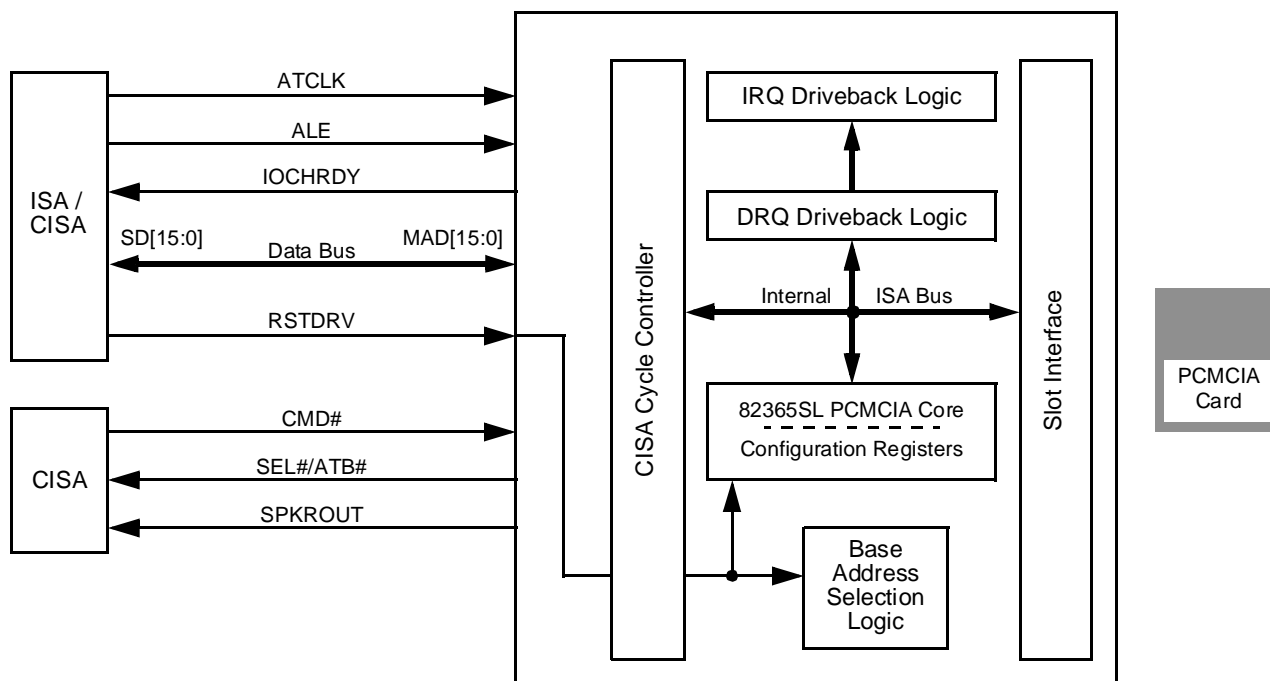 ATCLK
ALE
IOCHRDY
ISA /
CISA
SD[15:0]
MAD[15:0]
Data Bus
RSTDRV
CMD#
CISA
SEL#/ATB#
SPKROUT
CISA Cycle Controller
IRQ Driveback Logic
DRQ Driveback Logic
Internal
ISA Bus
82365SL PCMCIA Core
Configuration Registers
Base
Address
Selection
Logic
Slot Interface
PCMCIA
Card